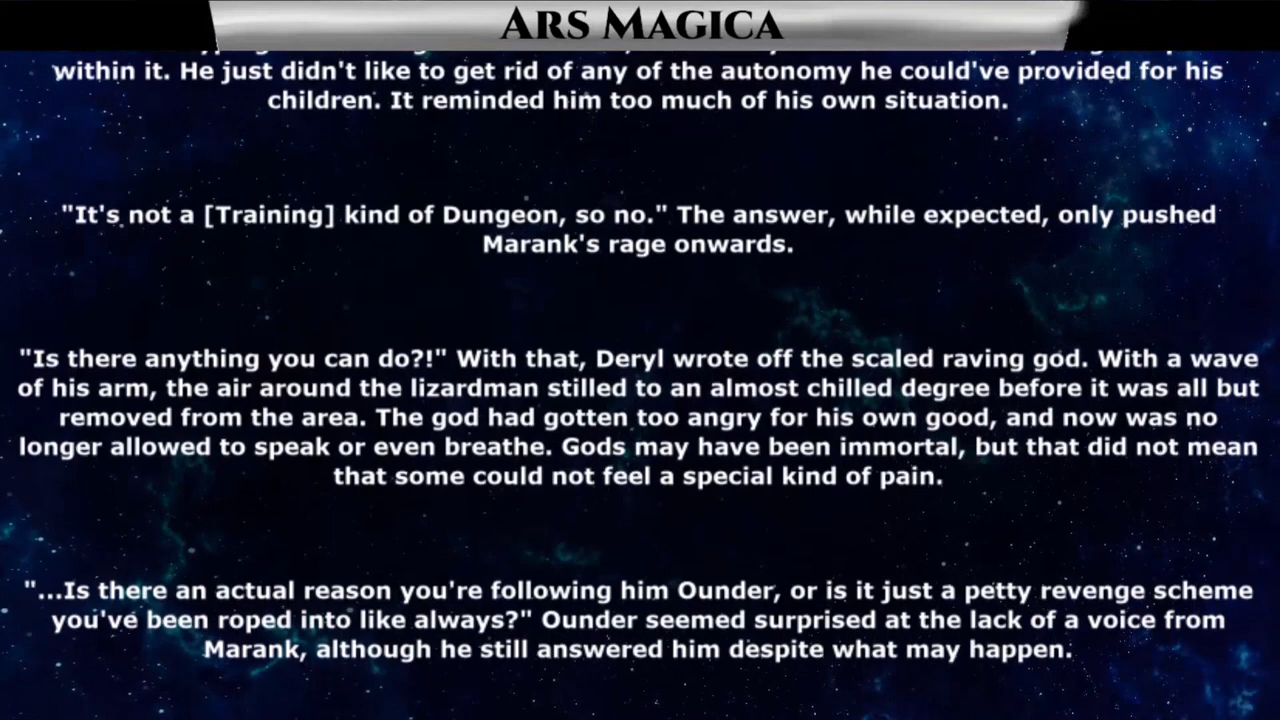 ARS MAGICA
within it. He just didn't like to get rid of any of the autonomy he could've provided for his
children. It reminded him too much of his own situation.
"It's not a [Training] kind of Dungeon, so no." The answer, while expected, only pushed
Marank's rage onwards.
"Is there anything you can do?!" With that, Deryl wrote off the scaled raving god. With a wave
of his arm, the air around the lizardman stilled to an almost chilled degree before it was all but
removed from the area. The god had gotten too angry for his own good, and now was no
longer allowed to speak or even breathe. Gods may have been immortal, but that did not mean
that some could not feel a special kind of pain.
"...Is there an actual reason you're following him Ounder, or is it just a petty revenge scheme
you've been roped into like always?" Ounder seemed surprised at the lack of a voice from
Marank, although he still answered him despite what may happen.